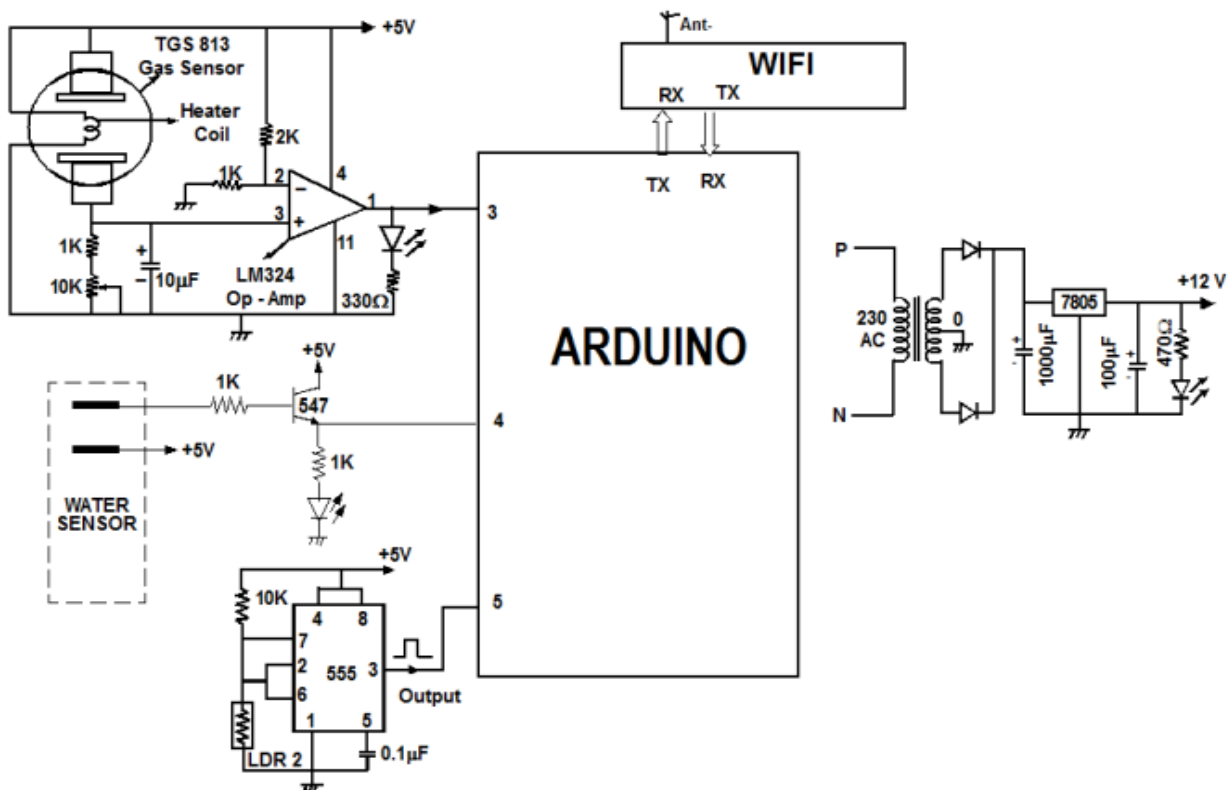 +5V
TGS 813
Gas Sensor
Heater
Coil
2K
1K
2
−
4
3
+
1
11
1K
10K
+
−
10µF
LM324
Op - Amp
330Ω
Ant-
WIFI
RX TX
TX RX
3
4
5
ARDUINO
+5V
1K
547
+5V
1K
WATER
SENSOR
+5V
10K
4 8
7
2
555
3
6
1 5
Output
LDR 2
0.1µF
P
230
AC
N
0
+
-
1000µF
7805
+12 V
+
-
100µF
470Ω